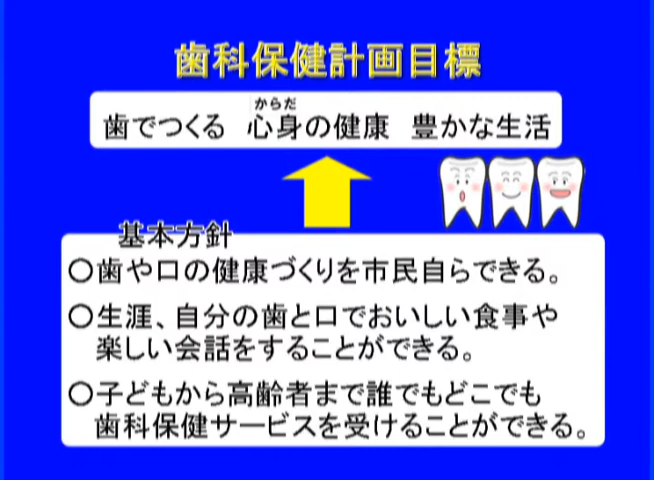 歯科保健計画目標
からだ
歯でつくる 心身の健康 豊かな生活
基本方針
〇歯や口の健康づくりを市民自らできる。
〇生涯、自分の歯と口でおいしい食事や
楽しい会話をすることができる。
〇子どもから高齢者まで誰でもどこでも
歯科保健サービスを受けることができる。